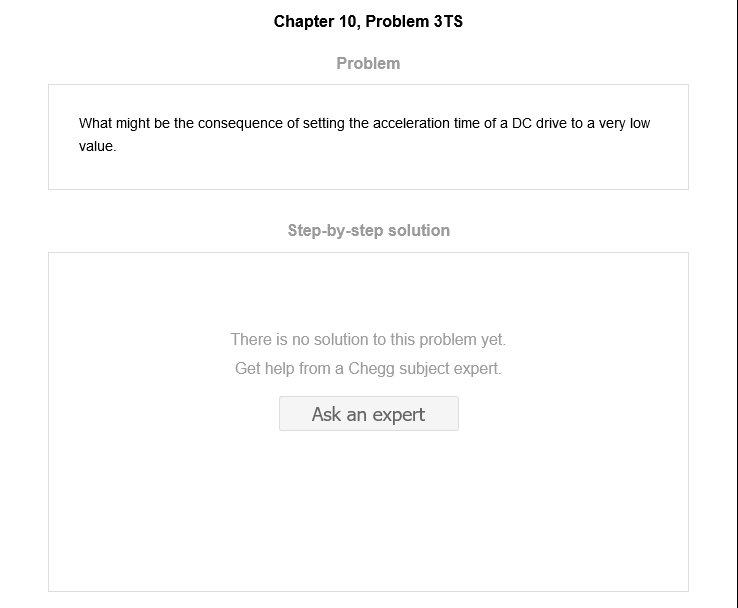 Chapter 10, Problem 3TS
Problem
What might be the consequence of setting the acceleration time of a DC drive to a very low
value.
Step-by-step solution
There is no solution to this problem yet.
Get help from a Chegg subject expert.
Ask an expert